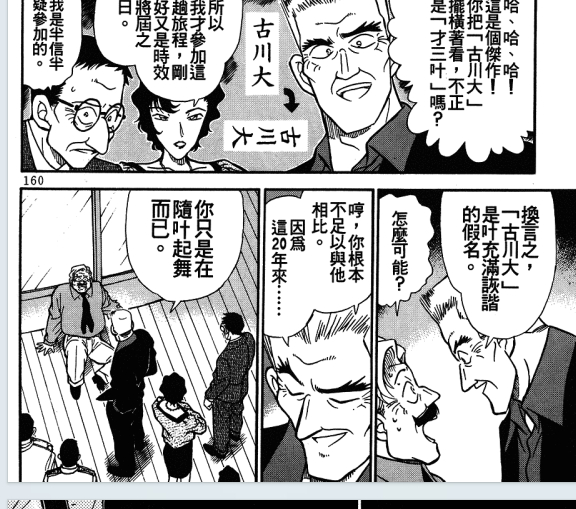 哈、哈、哈！
這是個傑作！
你把「古川大」
擺橫著看，不正
是「才三叶」嗎？
古川大
古川大
所以
我才參加這
趟旅程，剛
好又是時效
將屆之
日。
我是半信半
疑參加的。
160
換言之，
「古川大」
是叶充滿詼諧
的假名。
怎麼可能？
哼，你根本
不足以與他
相比。
因為
這20年來……
你只是在
隨叶起舞
而已。